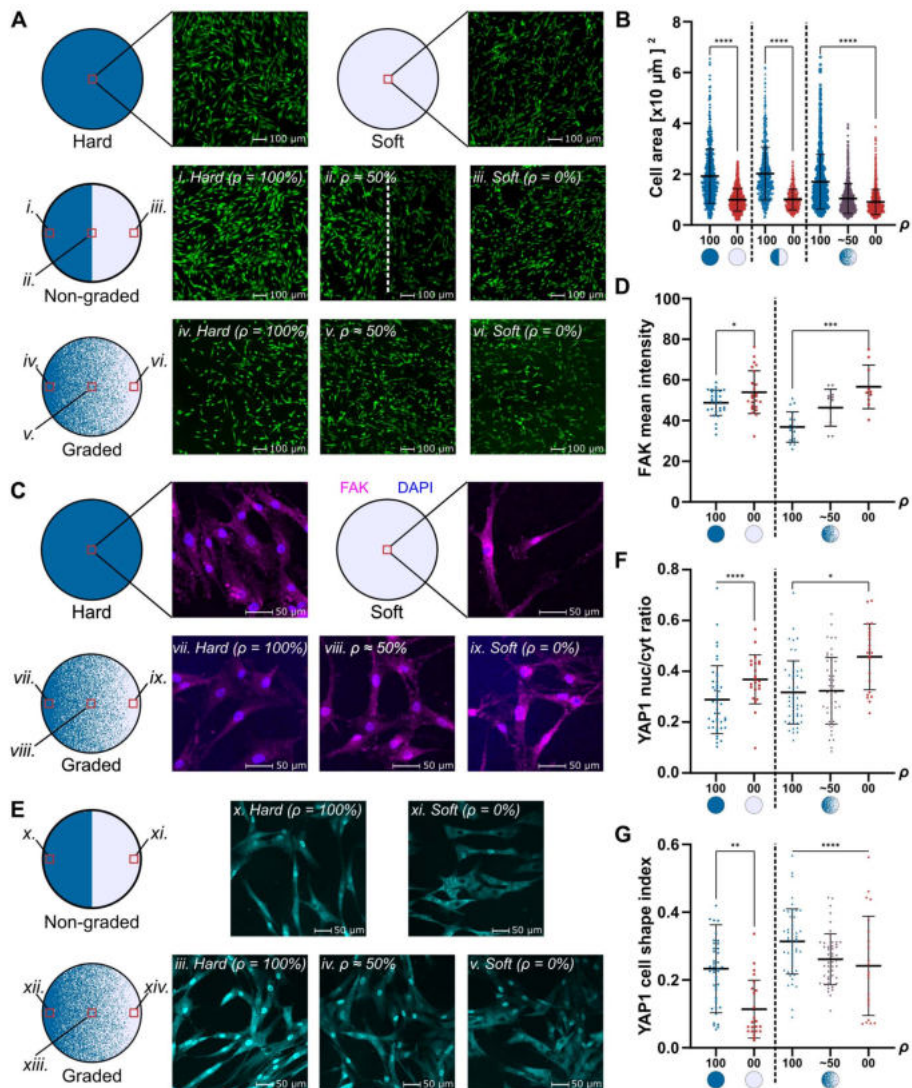 A
Hard
100 µm
Soft
100 µm
i.
ii.
iii.
Non-graded
i. Hard (ρ = 100%)
100 µm
ii. ρ ≈ 50%
100 µm
iii. Soft (ρ = 0%)
100 µm
iv.
v.
vi.
Graded
iv. Hard (ρ = 100%)
100 µm
v. ρ ≈ 50%
100 µm
vi. Soft (ρ = 0%)
100 µm
B
Cell area [x10³ µm]²
8
6
4
2
0
****
****
****
100 00 100 00 100 ~50 00 ρ
C
FAK DAPI
Hard
50 µm
Soft
50 µm
vii.
viii.
ix.
Graded
vii. Hard (ρ = 100%)
50 µm
viii. ρ ≈ 50%
50 µm
ix. Soft (ρ = 0%)
50 µm
D
FAK mean intensity
100
80
60
40
20
0
*
***
100 00 100 ~50 00 ρ
E
x.
xi.
Non-graded
x. Hard (ρ = 100%)
50 µm
xi. Soft (ρ = 0%)
50 µm
xii.
xiii.
xiv.
Graded
iii. Hard (ρ = 100%)
50 µm
iv. ρ ≈ 50%
50 µm
v. Soft (ρ = 0%)
50 µm
F
YAP1 nuc/cyt ratio
0.8
0.6
0.4
0.2
0.0
****
*
100 00 100 ~50 00 ρ
G
YAP1 cell shape index
0.6
0.4
0.2
0.0
**
****
100 00 100 ~50 00 ρ